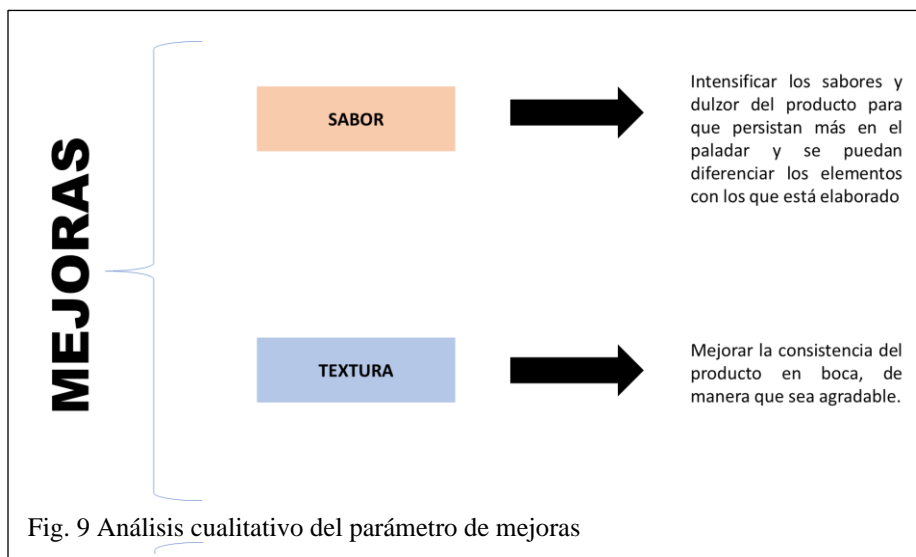 MEJORAS
SABOR
Intensificar los sabores y
dulzor del producto para
que persistan más en el
paladar y se puedan
diferenciar los elementos
con los que está elaborado
TEXTURA
Mejorar la consistencia del
producto en boca, de
manera que sea agradable.
Fig. 9 Análisis cualitativo del parámetro de mejoras